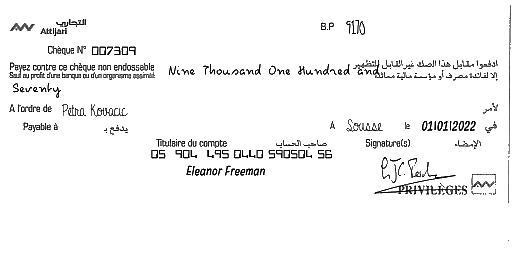 التجاري
Attijari
B.P 9170
Chèque N° 007309
Payez contre ce chèque non endossable
ادفعوا مقابل هذا الصك غير القابل للتظهير
Sauf au profit d'une banque ou d'un organisme assimilé
إلا لفائدة مصرف أو مؤسسة مالية مماثلة
Nine Thousand One Hundred and
Seventy
A l'ordre de Petra Kovacic لأمر
Payable à يدفع بـ
A Sousse le 01/01/2022 في
Titulaire du compte صاحب الحساب Signature(s) الإمضاء
05 904 495 0440 590504 56
Eleanor Freeman
PRIVILÈGES